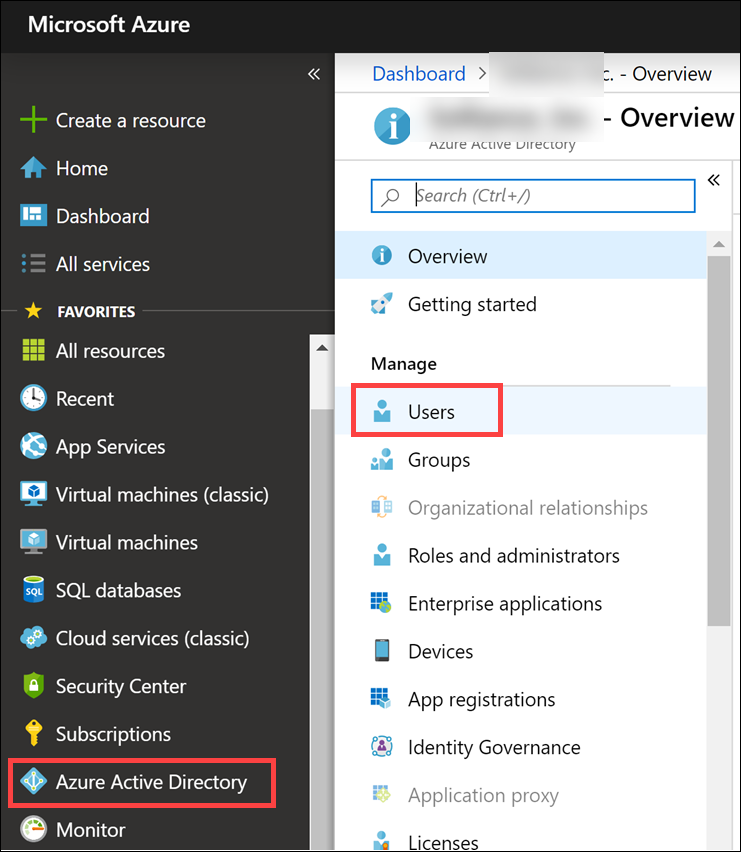 Microsoft Azure
«
Create a resource
Home
Dashboard
All services
FAVORITES
All resources
Recent
App Services
Virtual machines (classic)
Virtual machines
SQL databases
Cloud services (classic)
Security Center
Subscriptions
Azure Active Directory
Monitor
Dashboard > c. - Overview
- Overview
Azure Active Directory
«
Search (Ctrl+/)
Overview
Getting started
Manage
Users
Groups
Organizational relationships
Roles and administrators
Enterprise applications
Devices
App registrations
Identity Governance
Application proxy
Licenses